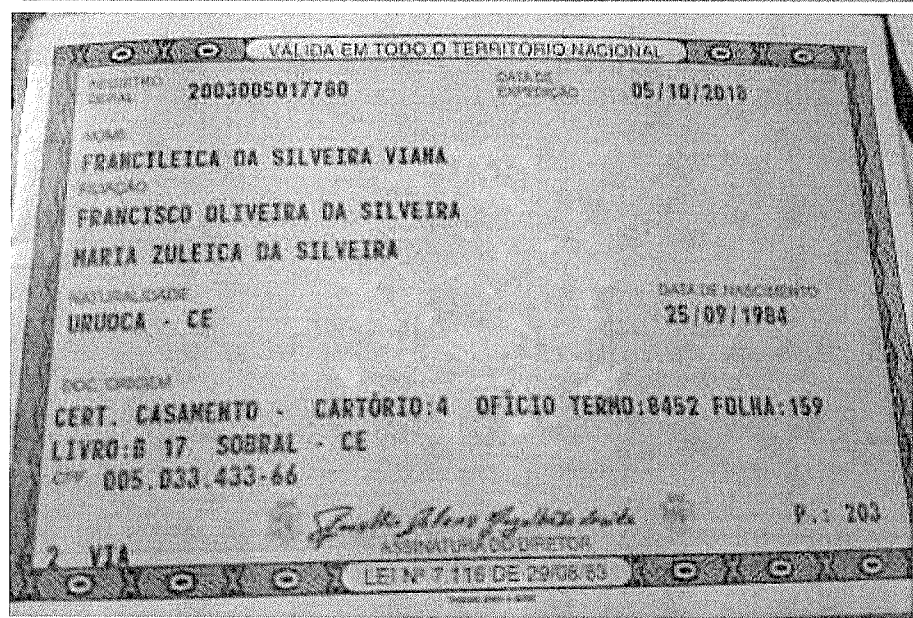 VÁLIDA EM TODO O TERRITÓRIO NACIONAL
REGISTRO GERAL 2003005017760 DATA DE EXPEDIÇÃO 05/10/2018
NOME
FRANCILEICA DA SILVEIRA VIANA
FILIAÇÃO
FRANCISCO OLIVEIRA DA SILVEIRA
MARIA ZULEICA DA SILVEIRA
NATURALIDADE DATA DE NASCIMENTO
URUOCA - CE 25/09/1984
DOC ORIGEM
CERT. CASAMENTO - CARTÓRIO:4 OFÍCIO TERMO:8452 FOLHA:159
LIVRO:B 17 SOBRAL - CE
CPF 005.033.433-66
P.: 203
ASSINATURA DO DIRETOR
2 VIA
LEI Nº 7.116 DE 29/08/83